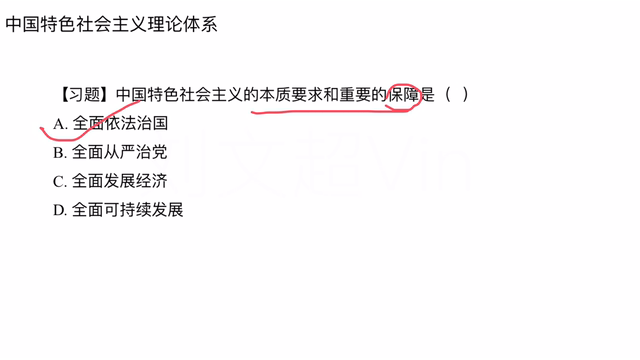 中国特色社会主义理论体系
【习题】中国特色社会主义的本质要求和重要的保障是（ ）
A. 全面依法治国
B. 全面从严治党
C. 全面发展经济
D. 全面可持续发展